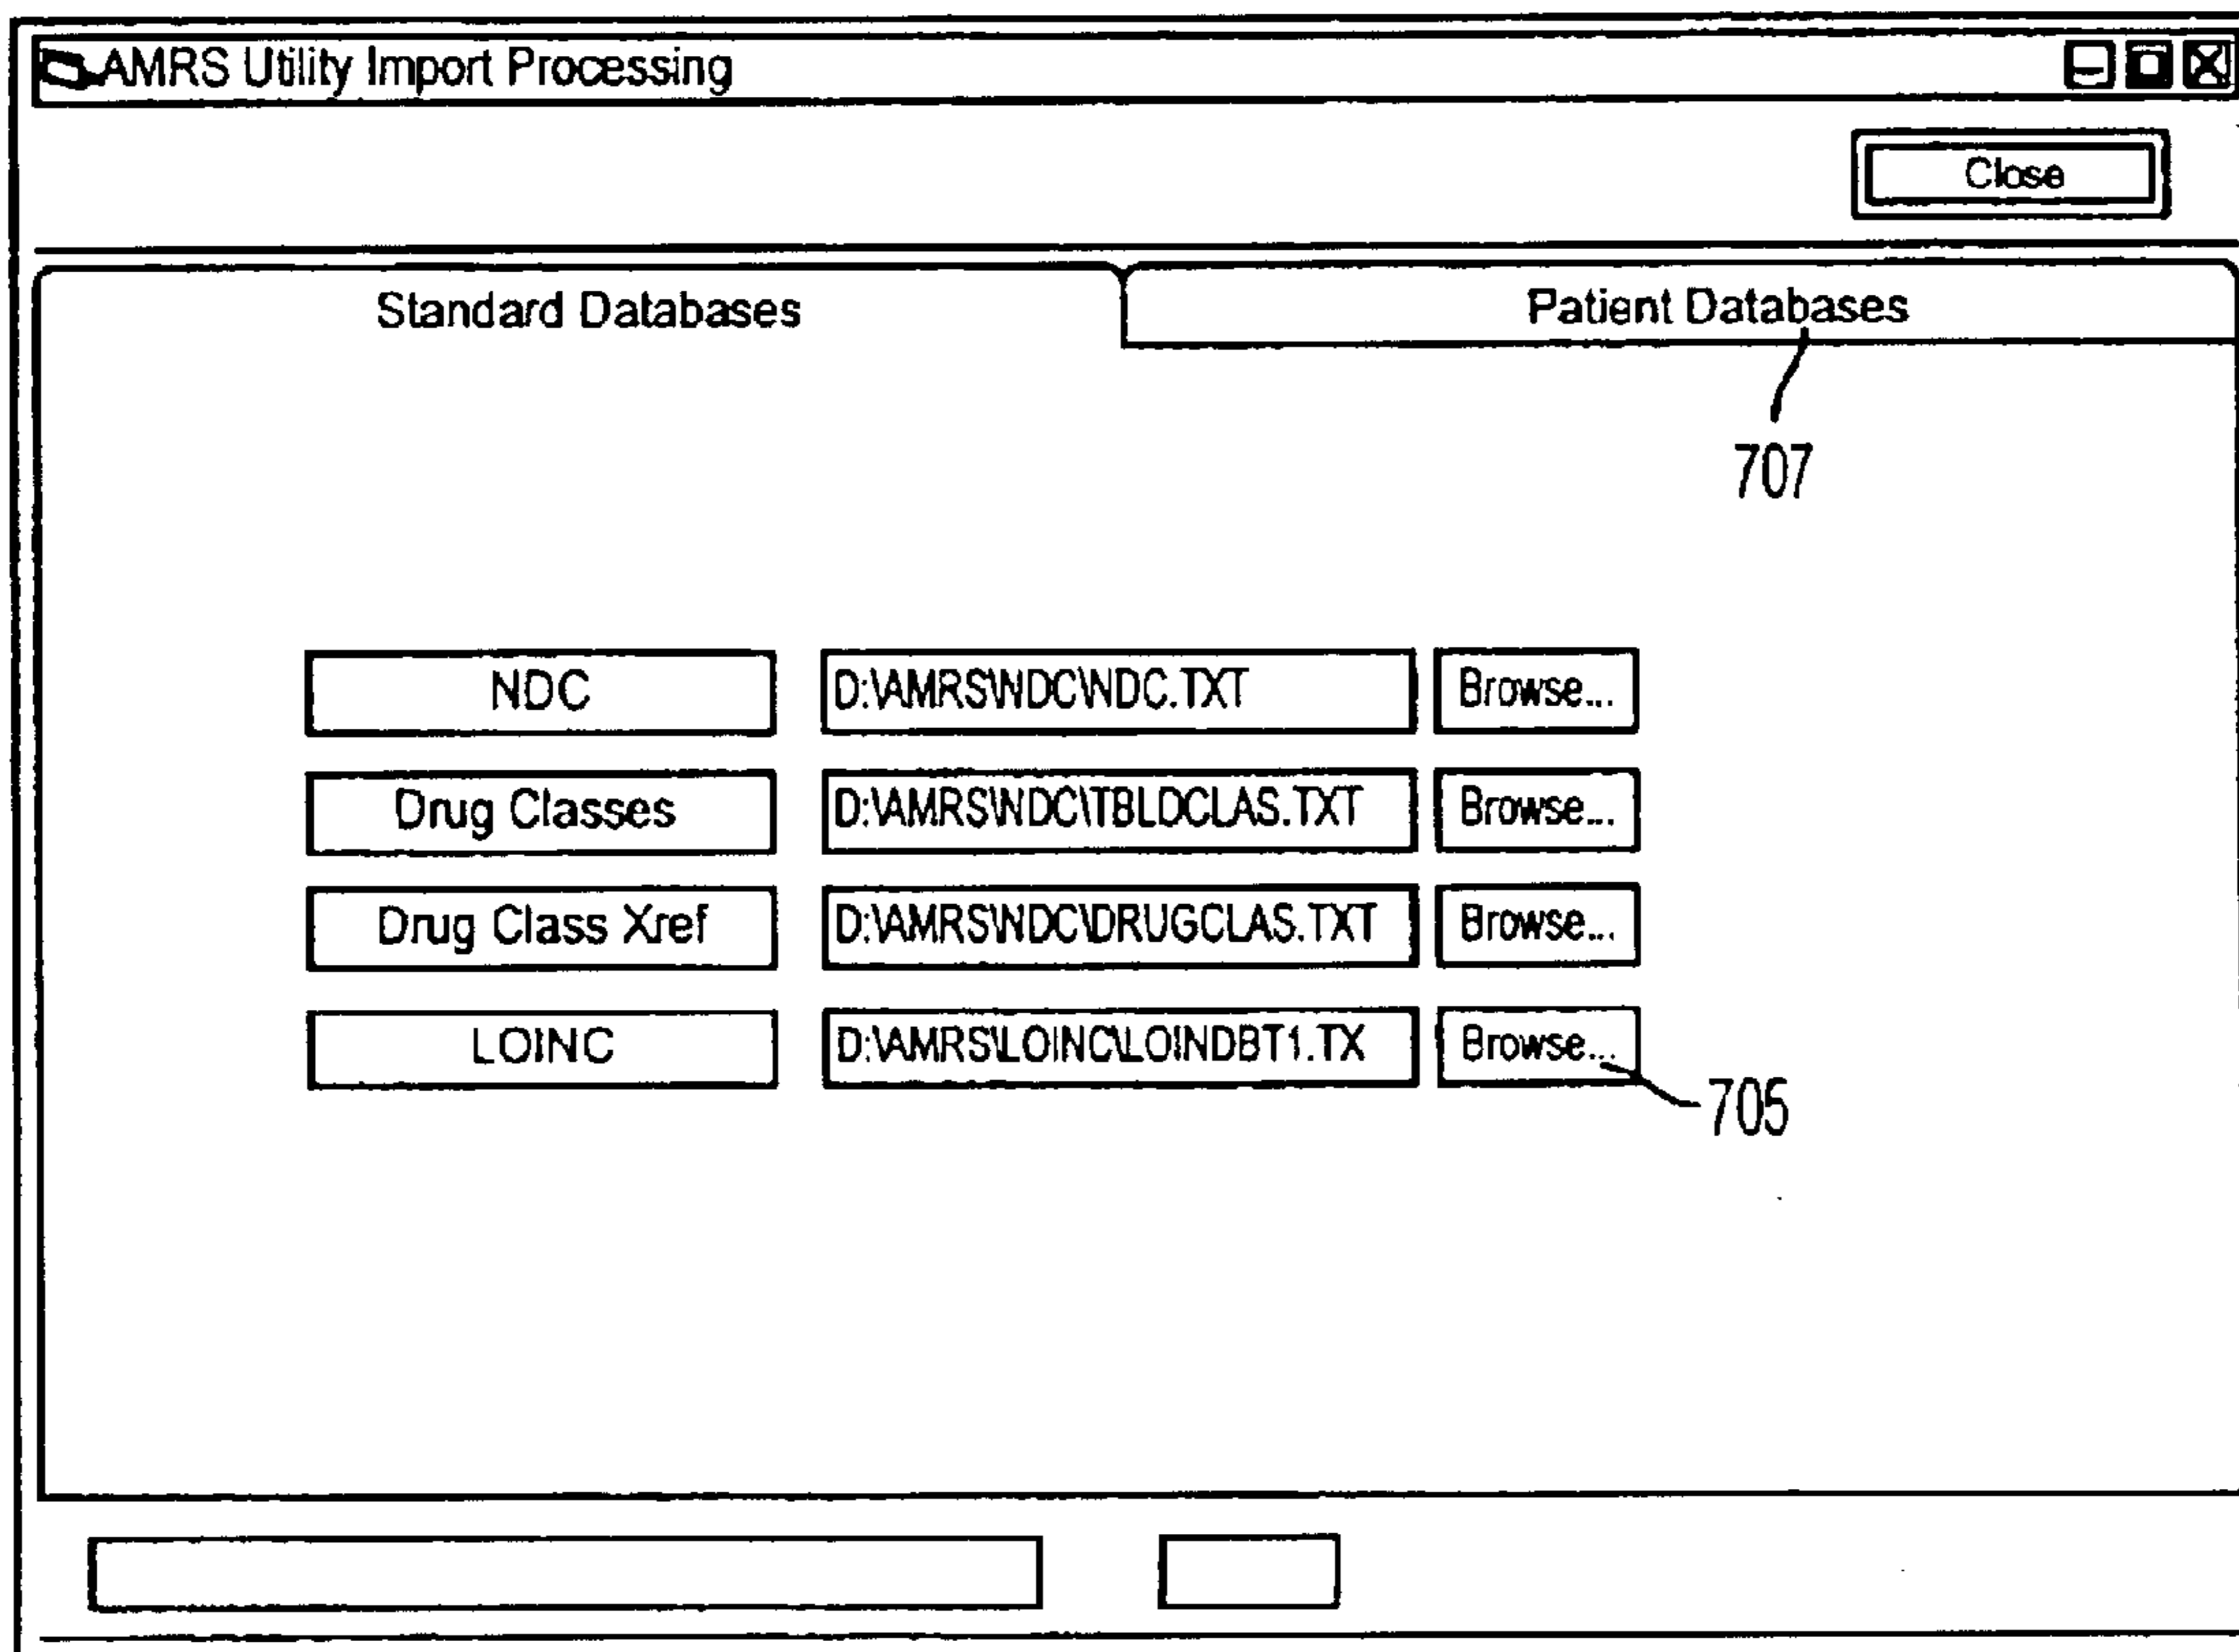 AMRS Utility Import Processing
Close
Standard Databases Patient Databases
707
NDC D:\AMRS\NDC\NDC.TXT Browse...
Drug Classes D:\AMRS\NDC\TBLDCLAS.TXT Browse...
Drug Class Xref D:\AMRS\NDC\DRUGCLAS.TXT Browse...
LOINC D:\AMRS\LOINC\LOINDBT1.TX Browse...
705